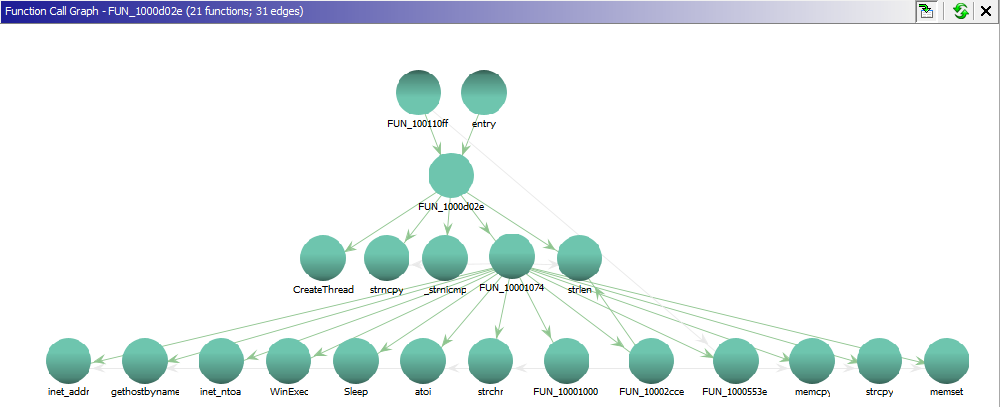 Function Call Graph - FUN_1000d02e (21 functions; 31 edges)
FUN_100110ff
entry
FUN_1000d02e
CreateThread
strncpy
_strnicmp
FUN_10001074
strlen
inet_addr
gethostbyname
inet_ntoa
WinExec
Sleep
atoi
strchr
FUN_10001000
FUN_10002cce
FUN_1000553e
memcpy
strcpy
memset